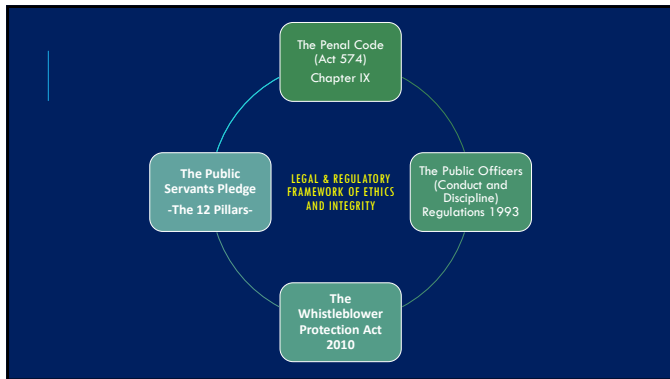 The Penal Code
(Act 574)
Chapter IX
The Public
Servants Pledge
-The 12 Pillars-
LEGAL & REGULATORY
FRAMEWORK OF ETHICS
AND INTEGRITY
The Public Officers
(Conduct and
Discipline)
Regulations 1993
The
Whistleblower
Protection Act
2010